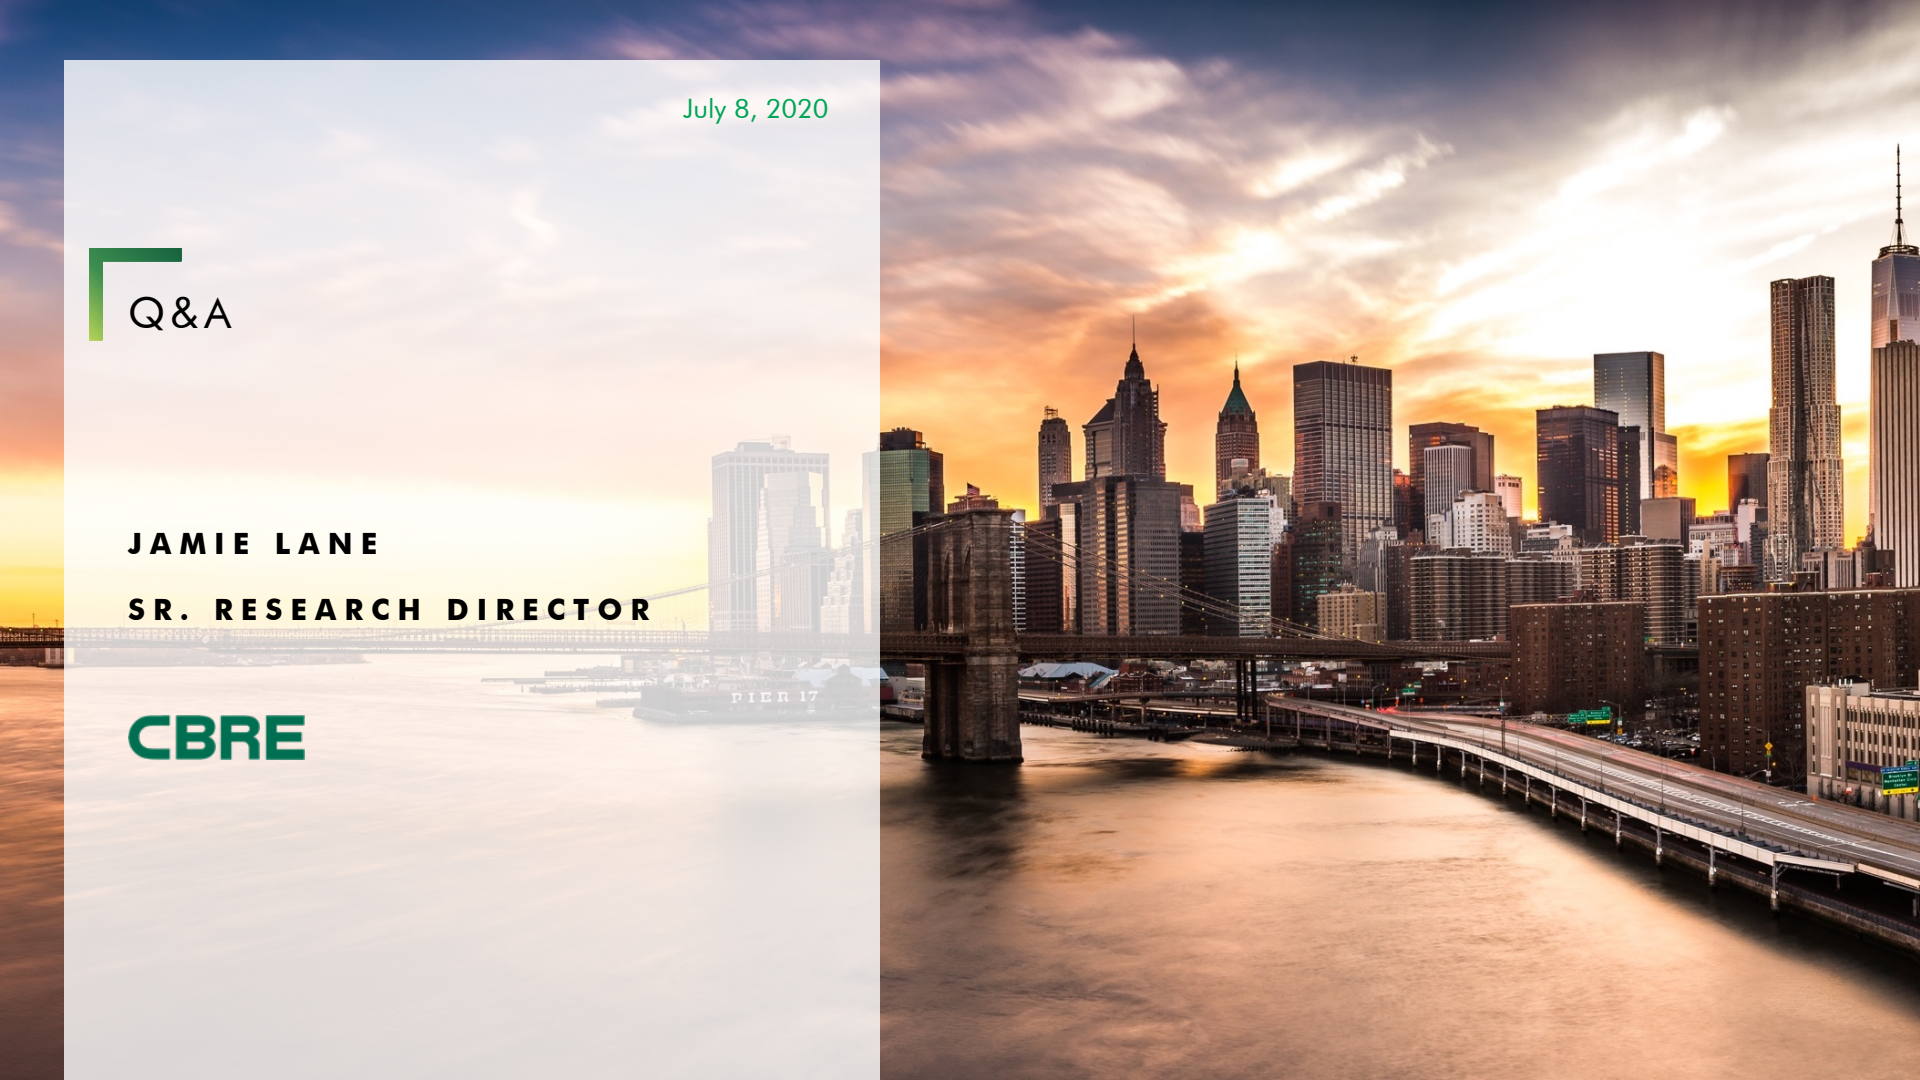 July 8, 2020
Q&A
JAMIE LANE
SR. RESEARCH DIRECTOR
PIER 17
CBRE